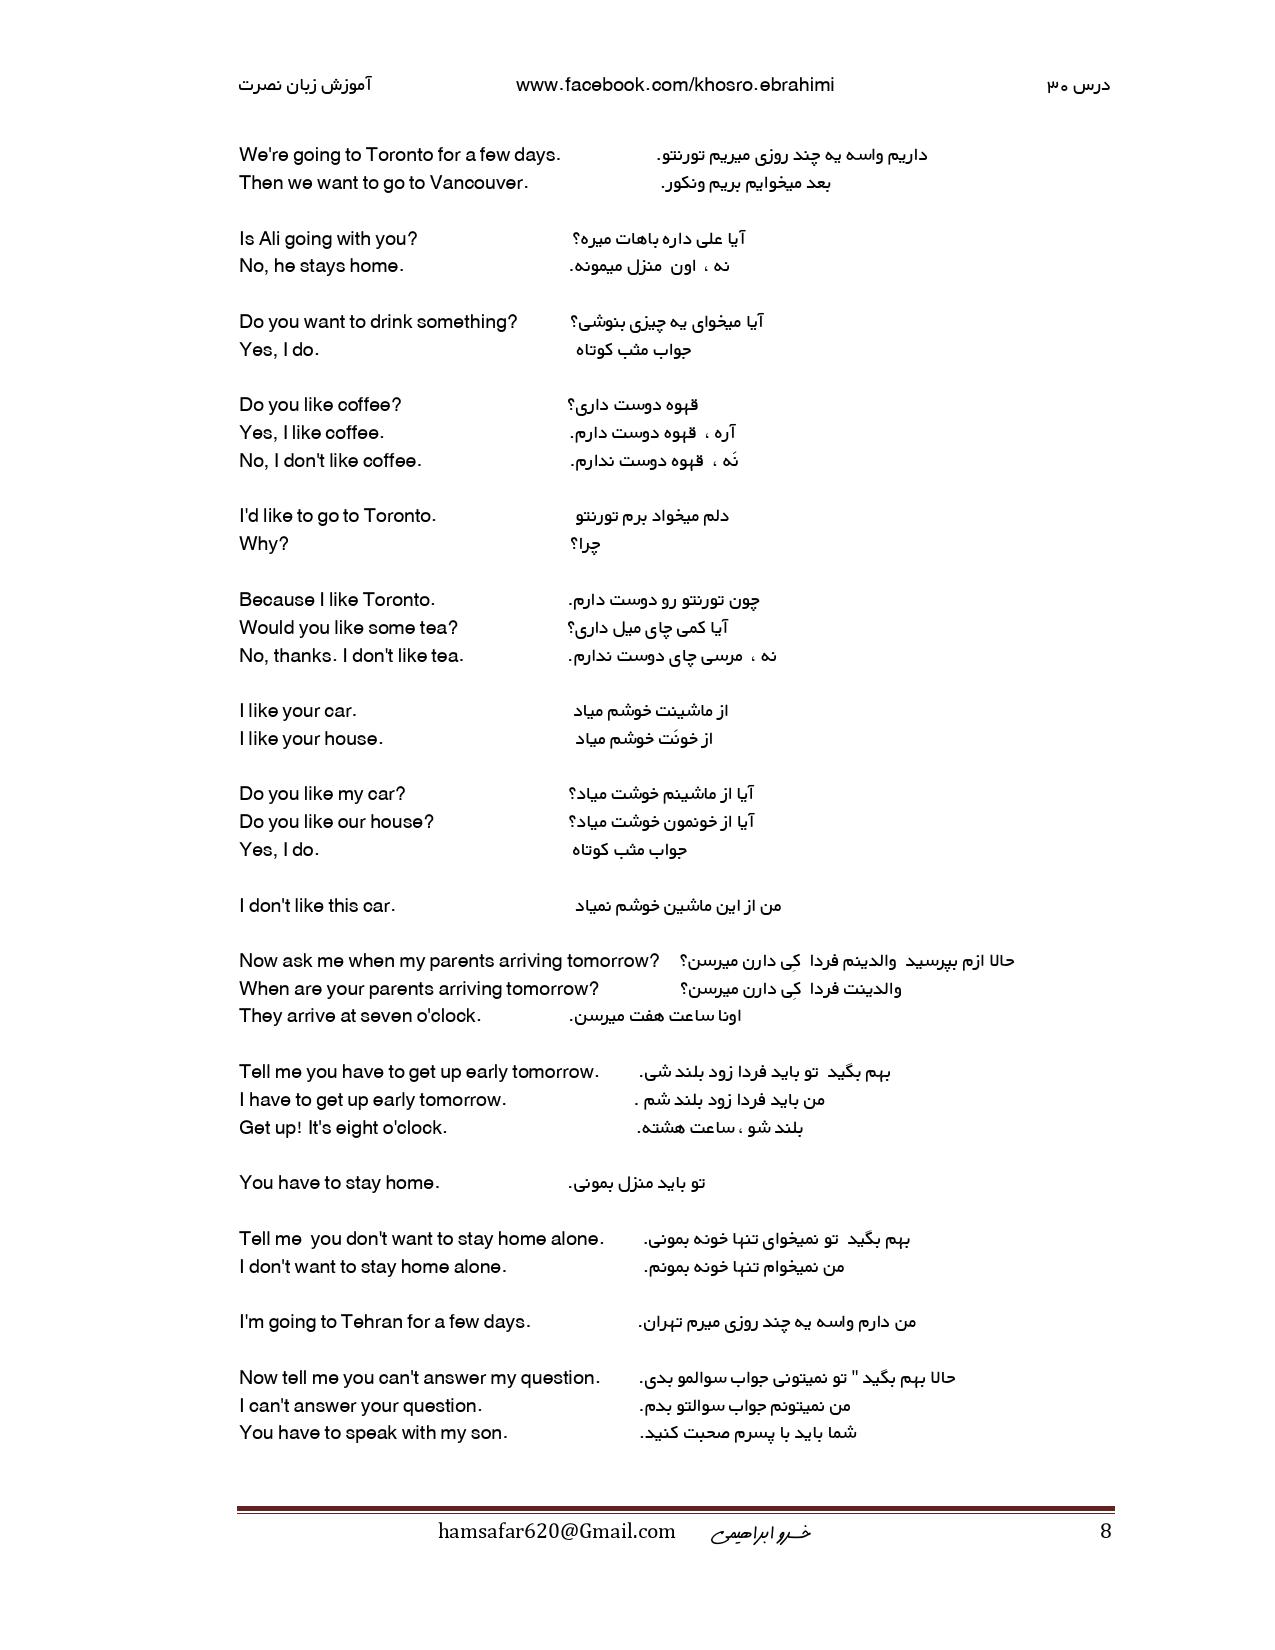 آموزش زبان نصرت www.facebook.com/khosro.ebrahimi درس ۳۰
We're going to Toronto for a few days. داریم واسه یه چند روزی میریم تورنتو.
Then we want to go to Vancouver. بعد میخوایم بریم ونکور.
Is Ali going with you? آیا علی داره باهات میره؟
No, he stays home. نه ، اون منزل میمونه.
Do you want to drink something? آیا میخوای یه چیزی بنوشی؟
Yes, I do. جواب مثب کوتاه
Do you like coffee? قهوه دوست داری؟
Yes, I like coffee. آره ، قهوه دوست دارم.
No, I don't like coffee. نَه ، قهوه دوست ندارم.
I'd like to go to Toronto. دلم میخواد برم تورنتو
Why? چرا؟
Because I like Toronto. چون تورنتو رو دوست دارم.
Would you like some tea? آیا کمی چای میل داری؟
No, thanks. I don't like tea. نه ، مرسی چای دوست ندارم.
I like your car. از ماشینت خوشم میاد
I like your house. از خونَت خوشم میاد
Do you like my car? آیا از ماشینم خوشت میاد؟
Do you like our house? آیا از خونمون خوشت میاد؟
Yes, I do. جواب مثب کوتاه
I don't like this car. من از این ماشین خوشم نمیاد
Now ask me when my parents arriving tomorrow? حالا ازم بپرسید والدینم فردا کِی دارن میرسن؟
When are your parents arriving tomorrow? والدینت فردا کِی دارن میرسن؟
They arrive at seven o'clock. اونا ساعت هفت میرسن.
Tell me you have to get up early tomorrow. بهم بگید تو باید فردا زود بلند شی.
I have to get up early tomorrow. من باید فردا زود بلند شم .
Get up! It's eight o'clock. بلند شو ، ساعت هشته.
You have to stay home. تو باید منزل بمونی.
Tell me you don't want to stay home alone. بهم بگید تو نمیخوای تنها خونه بمونی.
I don't want to stay home alone. من نمیخوام تنها خونه بمونم.
I'm going to Tehran for a few days. من دارم واسه یه چند روزی میرم تهران.
Now tell me you can't answer my question. حالا بهم بگید " تو نمیتونی جواب سوالمو بدی.
I can't answer your question. من نمیتونم جواب سوالتو بدم.
You have to speak with my son. شما باید با پسرم صحبت کنید.
hamsafar620@Gmail.com خسرو ابراهیمی 8